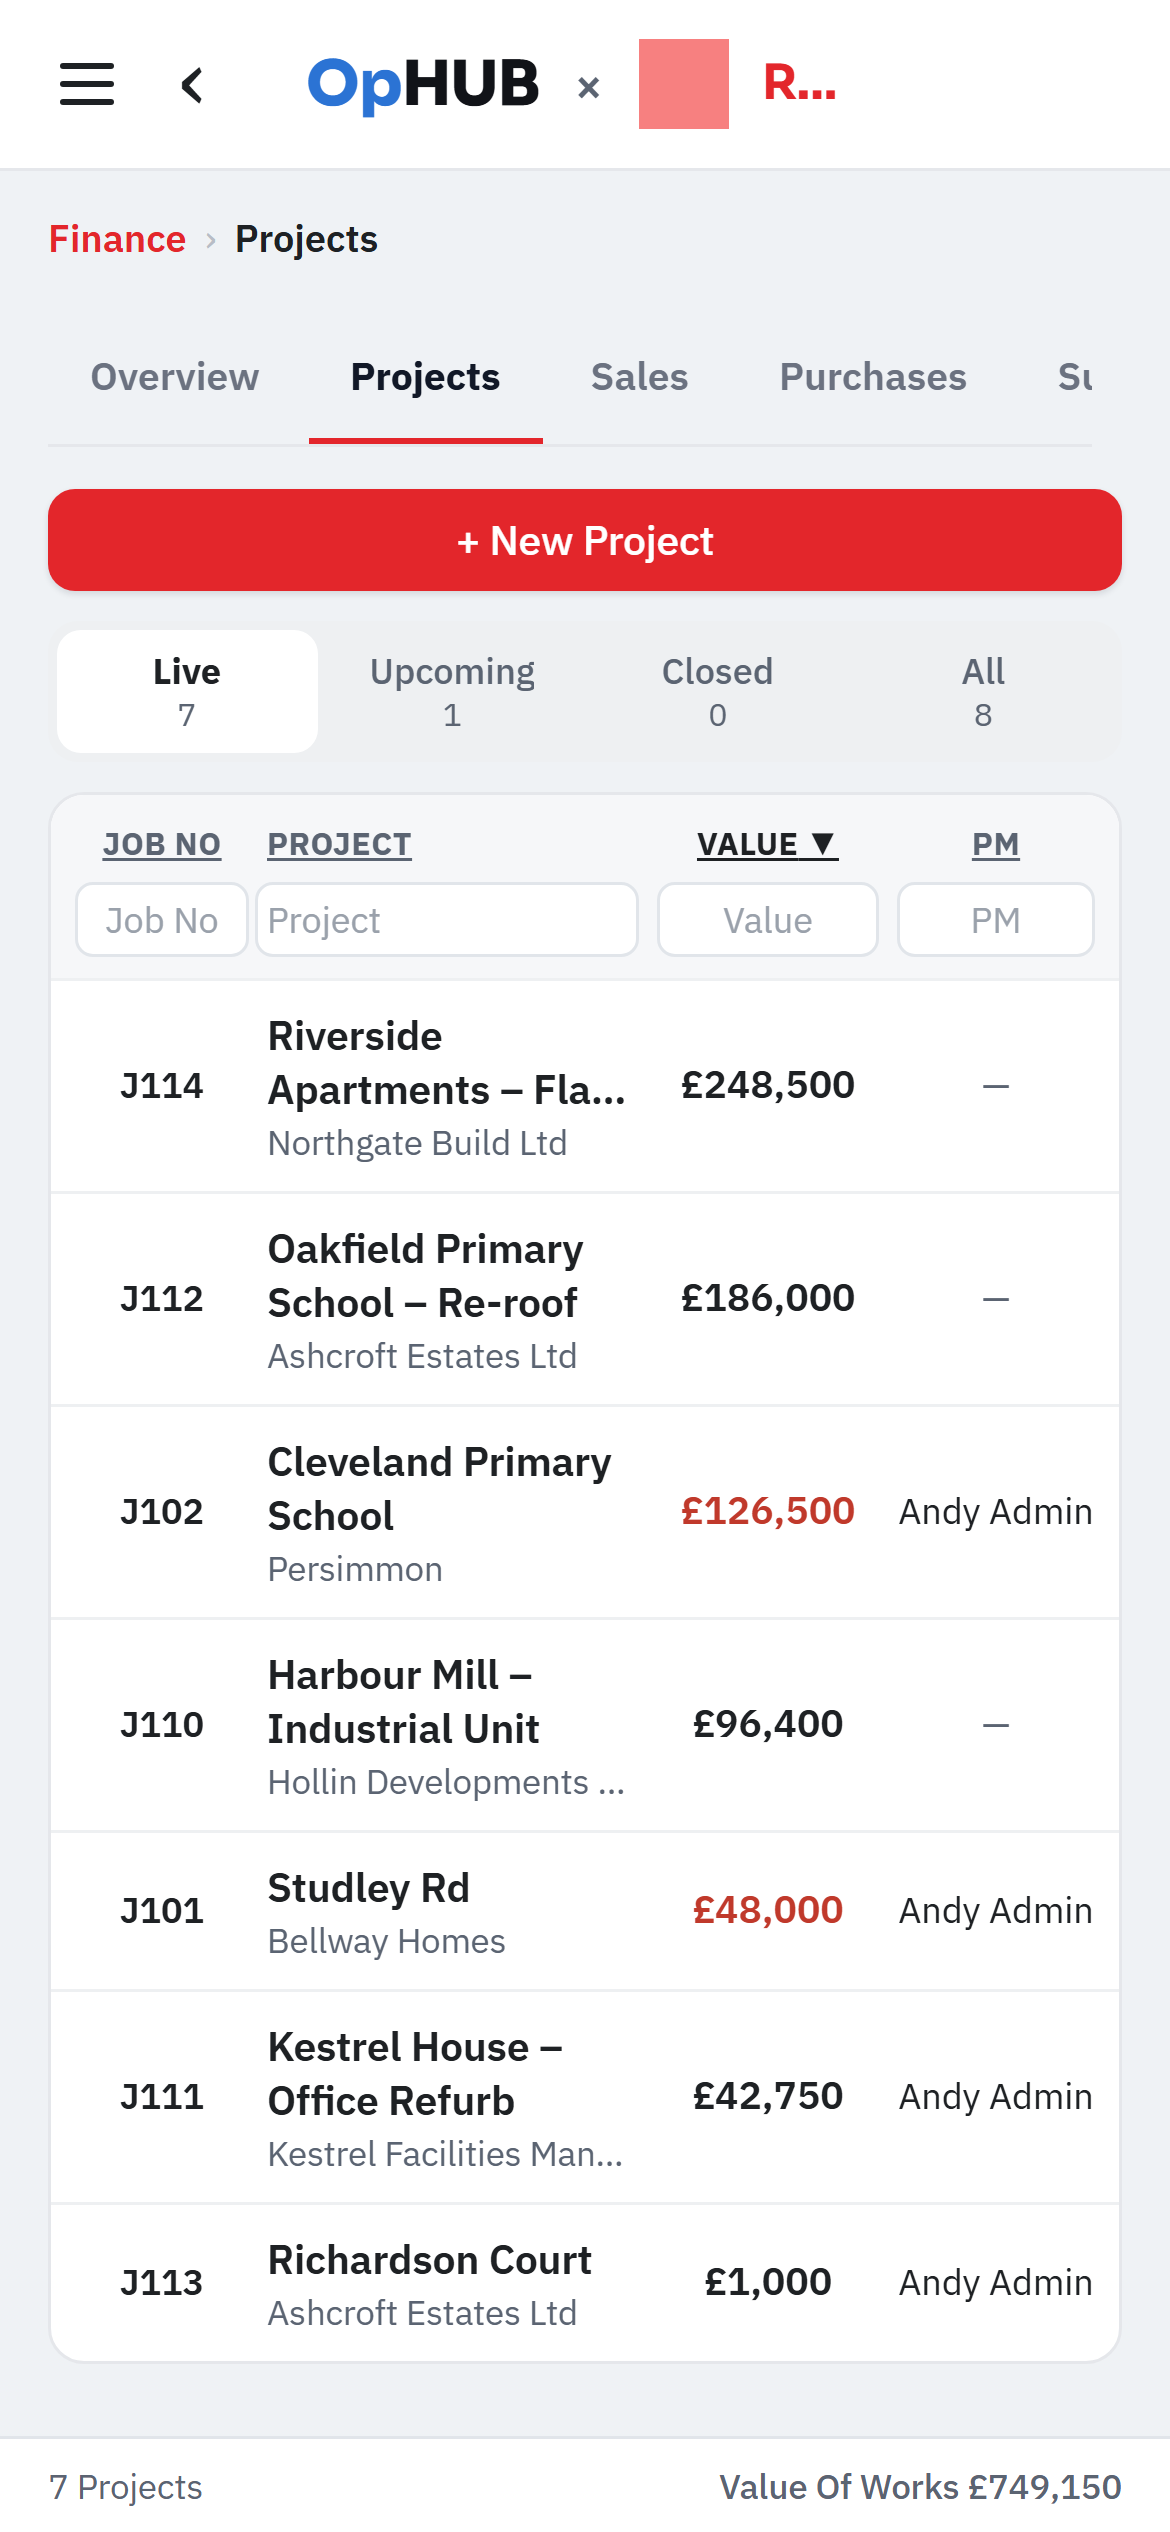 OpHUB × R...
Finance › Projects
Overview Projects Sales Purchases Su
+ New Project
Live Upcoming Closed All
7 1 0 8
JOB NO PROJECT VALUE ▼ PM
Job No Project Value PM
Riverside
Apartments – Fla...
J114 £248,500 —
Northgate Build Ltd
Oakfield Primary
School – Re-roof
J112 £186,000 —
Ashcroft Estates Ltd
Cleveland Primary
School
J102 £126,500 Andy Admin
Persimmon
Harbour Mill –
Industrial Unit
J110 £96,400 —
Hollin Developments ...
Studley Rd
J101 £48,000 Andy Admin
Bellway Homes
Kestrel House –
Office Refurb
J111 £42,750 Andy Admin
Kestrel Facilities Man...
Richardson Court
J113 £1,000 Andy Admin
Ashcroft Estates Ltd
7 Projects Value Of Works £749,150